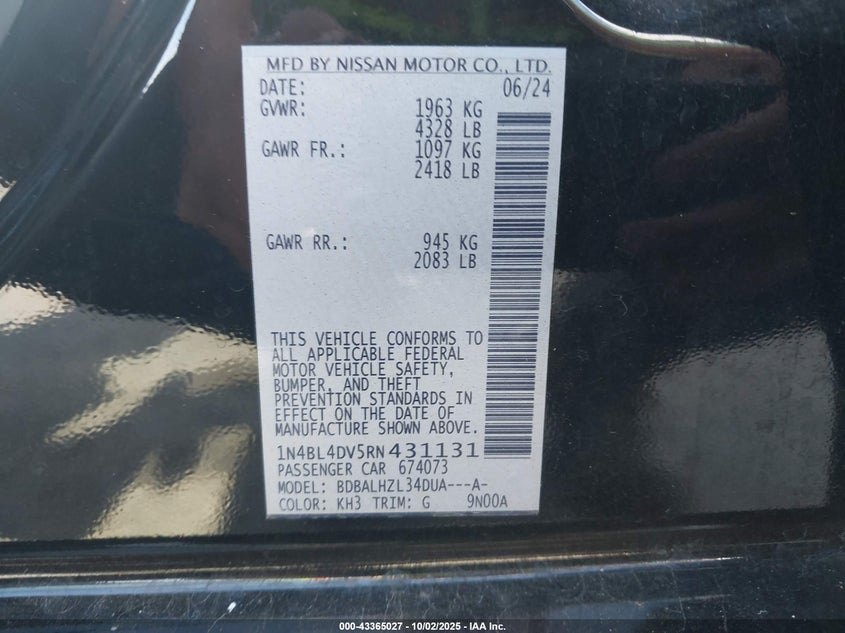 MFD BY NISSAN MOTOR CO., LTD.
DATE: 06/24
GVWR: 1963 KG
4328 LB
GAWR FR.: 1097 KG
2418 LB
GAWR RR.: 945 KG
2083 LB
THIS VEHICLE CONFORMS TO
ALL APPLICABLE FEDERAL
MOTOR VEHICLE SAFETY,
BUMPER, AND THEFT
PREVENTION STANDARDS IN
EFFECT ON THE DATE OF
MANUFACTURE SHOWN ABOVE.
1N4BL4DV5RN431131
PASSENGER CAR 674073
MODEL: BDBALHZL34DUA---A-
COLOR: KH3 TRIM: G 9N00A
000-43365027 - 10/02/2025 - IAA Inc.